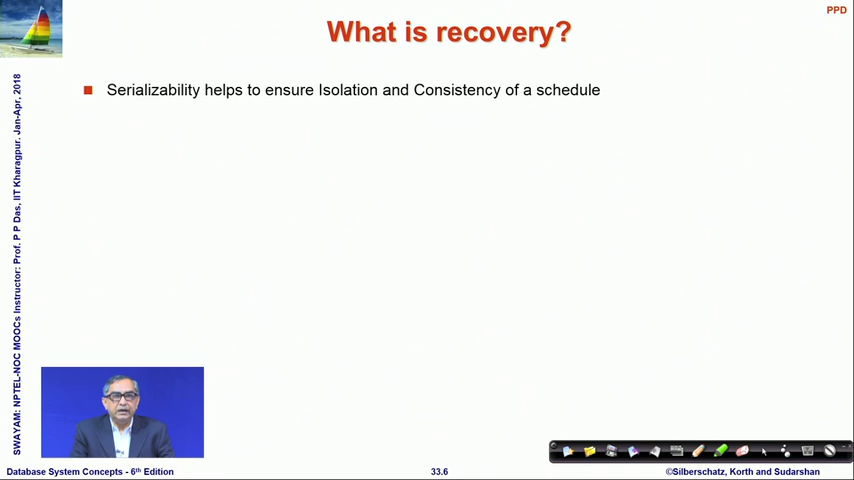 PPD
What is recovery?
Serializability helps to ensure Isolation and Consistency of a schedule
SWAYAM: NPTEL-NOC MOOCs Instructor: Prof. P P Das, IIT Kharagpur. Jan-Apr, 2018
Database System Concepts - 6th Edition
33.6
©Silberschatz, Korth and Sudarshan